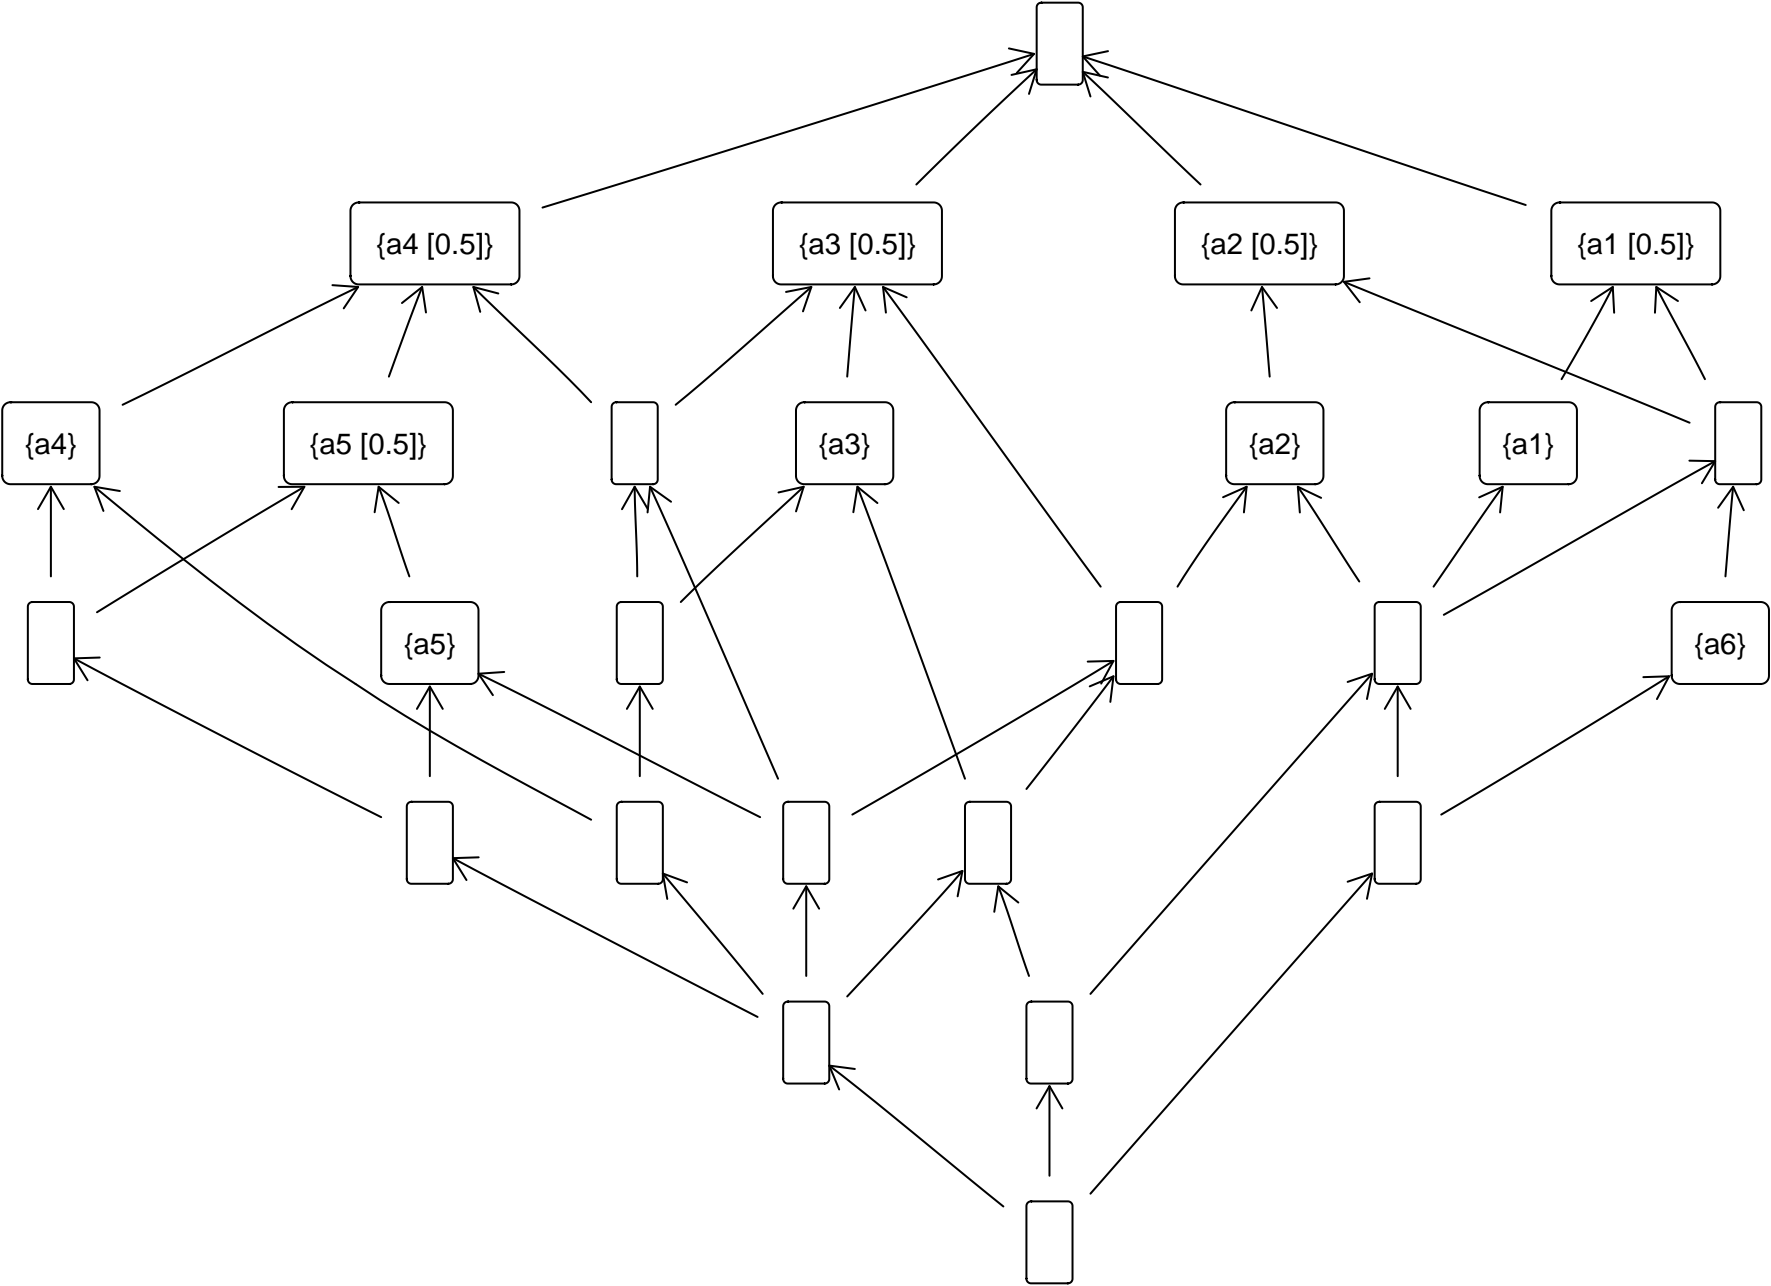 {a4 [0.5]}
{a3 [0.5]}
{a2 [0.5]}
{a1 [0.5]}
{a4}
{a5 [0.5]}
{a3}
{a2}
{a1}
{a5}
{a6}